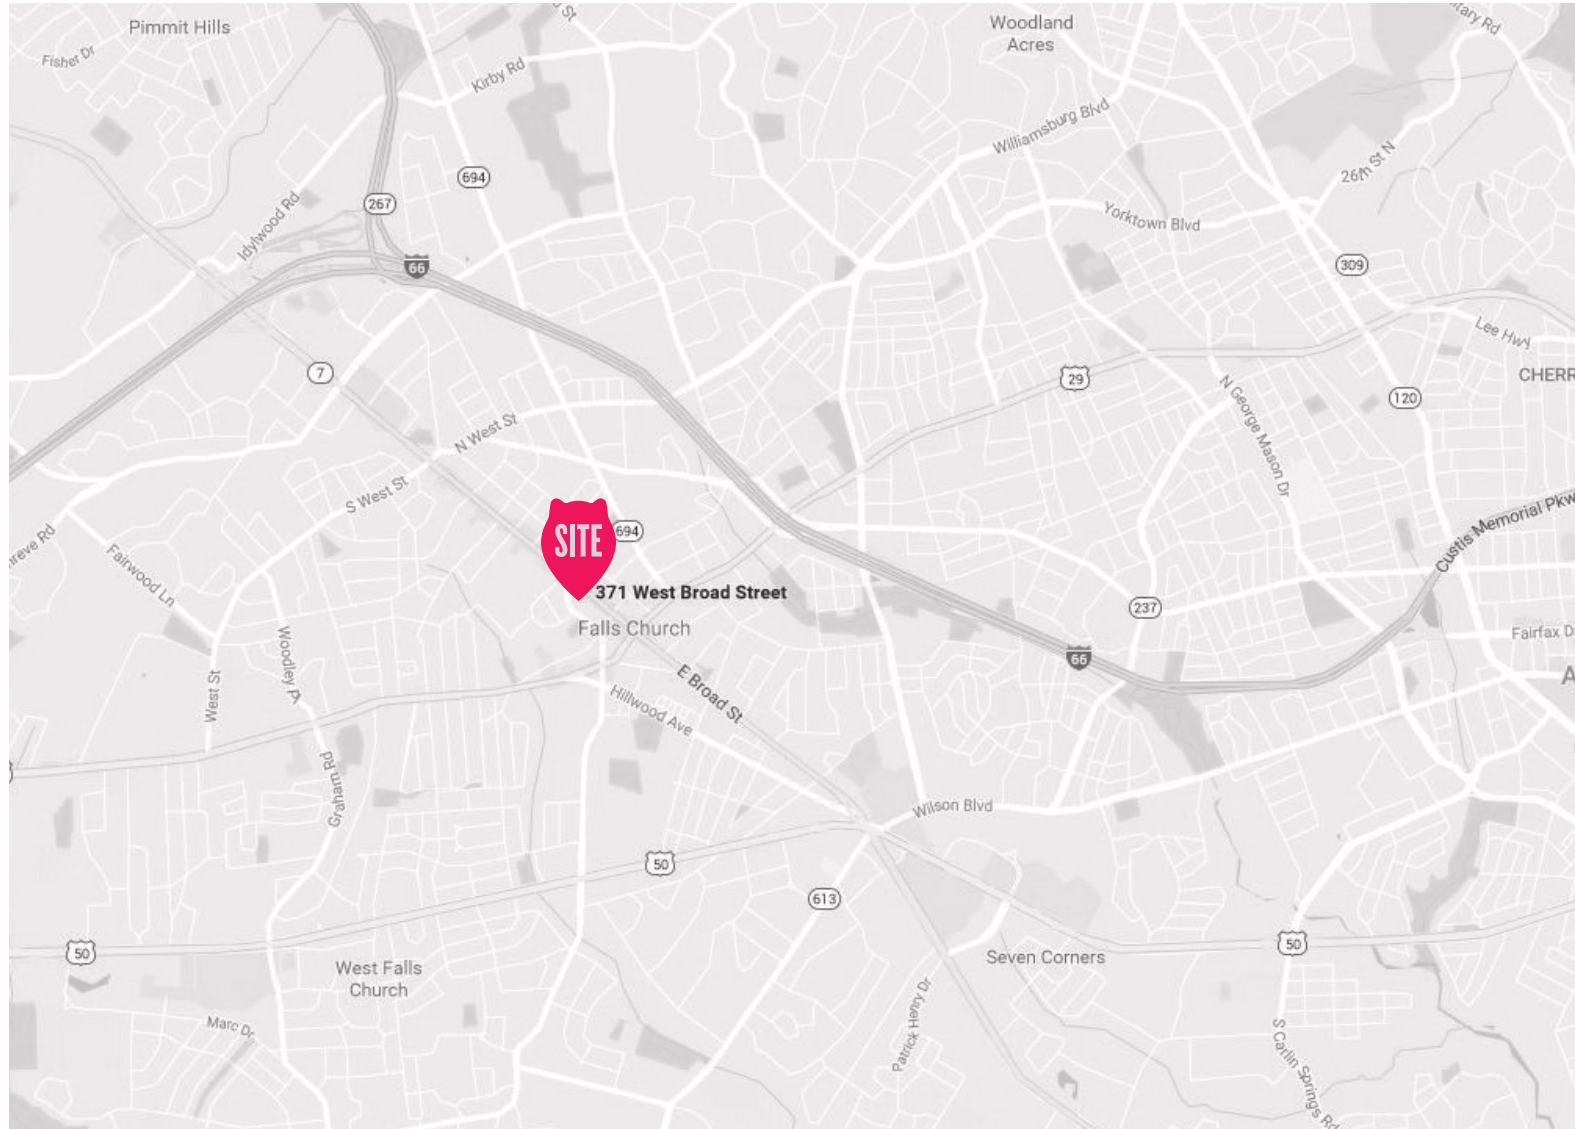 Pimmit Hills
Fisher Dr
Woodland
Acres
Kirby Rd
Williamsburg Blvd
694
267
Idylwood Rd
26th St N
Yorktown Blvd
66
309
Lee Hwy
7
29
CHERR
120
N George Mason Dr
N West St
S West St
SITE
694
Custis Memorial Pkw
Fairwood Ln
371 West Broad Street
237
Falls Church
Fairfax D
66
Woodley Pl
West St
E Broad St
Hillwood Ave
A
Graham Rd
Wilson Blvd
50
613
50
50
West Falls
Church
Seven Corners
Patrick Henry Dr
Marc Dr
S Carlin Springs Rd